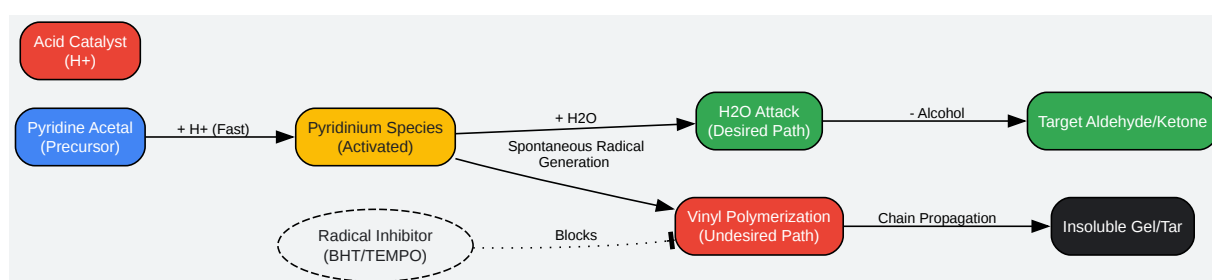 Acid Catalyst
(H+)
Pyridine Acetal
(Precursor)
+ H+ (Fast)
Pyridinium Species
(Activated)
+ H2O
H2O Attack
(Desired Path)
- Alcohol
Target Aldehyde/Ketone
Spontaneous Radical
Generation
Vinyl Polymerization
(Undesired Path)
Chain Propagation
Insoluble Gel/Tar
Radical Inhibitor
(BHT/TEMPO)
Blocks